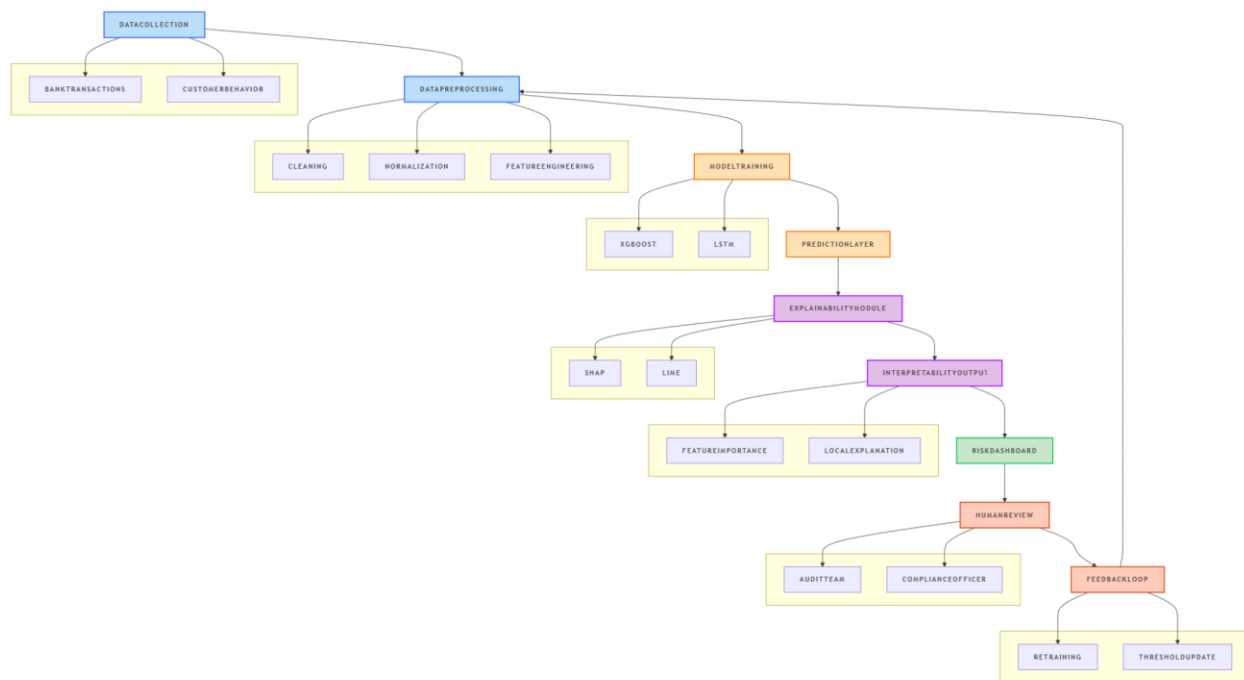 DATACOLLECTION
BANKTRANSACTIONS
CUSTOMERBEHAVIOR
DATAPREPROCESSING
CLEANING
NORMALIZATION
FEATUREENGINEERING
MODELTRAINING
XGBOOST
LSTM
PREDICTIONLAYER
EXPLAINABILITYMODULE
SHAP
LIME
INTERPRETABILITYOUTPUT
FEATUREIMPORTANCE
LOCALEXPLANATION
RISKDASHBOARD
HUMANREVIEW
AUDITTEAM
COMPLIANCEOFFICER
FEEDBACKLOOP
RETRAINING
THRESHOLDUPDATE